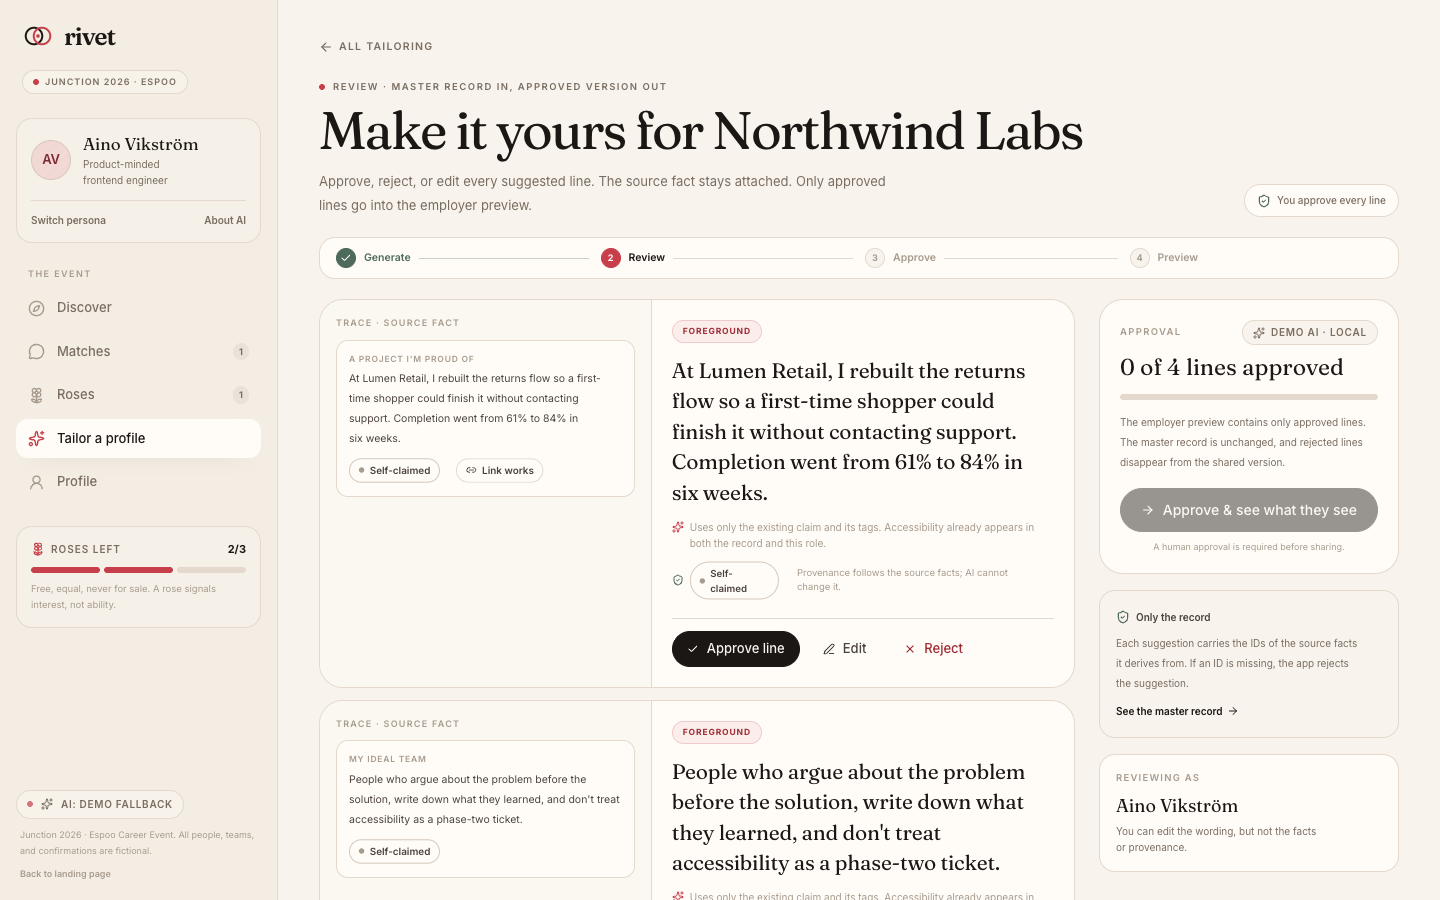 rivet
JUNCTION 2026 · ESPOO
AV
Aino Vikström
Product-minded
frontend engineer
Switch persona
About AI
THE EVENT
Discover
Matches
1
Roses
1
Tailor a profile
Profile
ROSES LEFT
2/3
Free, equal, never for sale. A rose signals
interest, not ability.
AI: DEMO FALLBACK
Junction 2026 · Espoo Career Event. All people, teams,
and confirmations are fictional.
Back to landing page
ALL TAILORING
REVIEW · MASTER RECORD IN, APPROVED VERSION OUT
Make it yours for Northwind Labs
Approve, reject, or edit every suggested line. The source fact stays attached. Only approved
lines go into the employer preview.
You approve every line
Generate
2
Review
3
Approve
4
Preview
TRACE · SOURCE FACT
A PROJECT I'M PROUD OF
At Lumen Retail, I rebuilt the returns flow so a first-
time shopper could finish it without contacting
support. Completion went from 61% to 84% in
six weeks.
Self-claimed
Link works
FOREGROUND
At Lumen Retail, I rebuilt the returns
flow so a first-time shopper could
finish it without contacting support.
Completion went from 61% to 84% in
six weeks.
Uses only the existing claim and its tags. Accessibility already appears in
both the record and this role.
Self-
claimed
Provenance follows the source facts; AI cannot
change it.
Approve line
Edit
Reject
TRACE · SOURCE FACT
MY IDEAL TEAM
People who argue about the problem before the
solution, write down what they learned, and don't treat
accessibility as a phase-two ticket.
Self-claimed
FOREGROUND
People who argue about the problem
before the solution, write down what
they learned, and don't treat
accessibility as a phase-two ticket.
Uses only the existing claim and its tags. Accessibility already appears in
APPROVAL
DEMO AI · LOCAL
0 of 4 lines approved
The employer preview contains only approved lines.
The master record is unchanged, and rejected lines
disappear from the shared version.
Approve & see what they see
A human approval is required before sharing.
Only the record
Each suggestion carries the IDs of the source facts
it derives from. If an ID is missing, the app rejects
the suggestion.
See the master record
REVIEWING AS
Aino Vikström
You can edit the wording, but not the facts
or provenance.